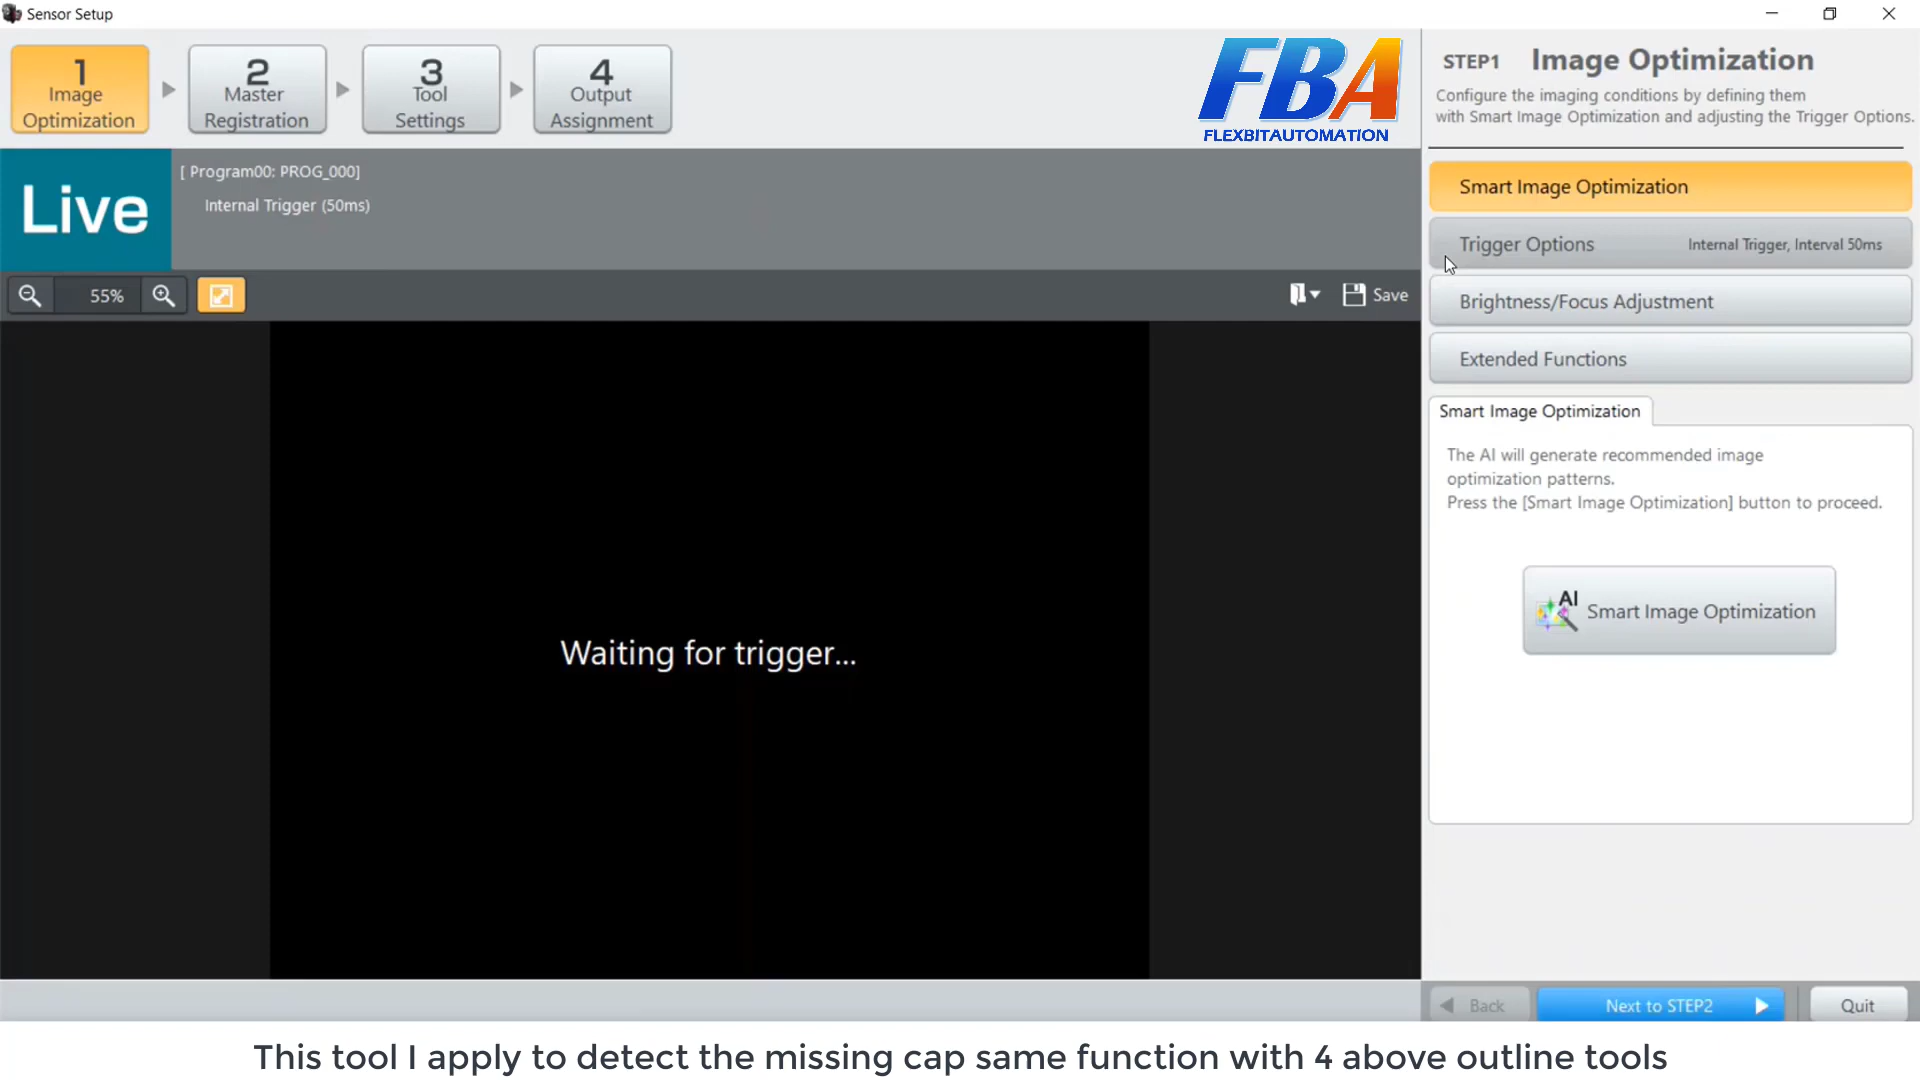 Sensor Setup
1
Image
Optimization
2
Master
Registration
3
Tool
Settings
4
Output
Assignment
FBA
FLEXBITAUTOMATION
STEP1 Image Optimization
Configure the imaging conditions by defining them
with Smart Image Optimization and adjusting the Trigger Options.
Live
[ Program00: PROG_000]
Internal Trigger (50ms)
Smart Image Optimization
Trigger Options Internal Trigger, Interval 50ms
55%
Save
Brightness/Focus Adjustment
Extended Functions
Smart Image Optimization
The AI will generate recommended image
optimization patterns.
Press the [Smart Image Optimization] button to proceed.
AI Smart Image Optimization
Waiting for trigger...
Back
Next to STEP2
Quit
This tool I apply to detect the missing cap same function with 4 above outline tools